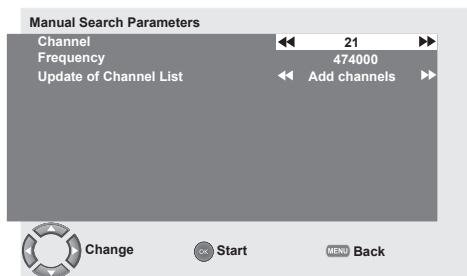 Manual Search Parameters
Channel 21
Frequency 474000
Update of Channel List Add channels
Change OK Start MENU Back